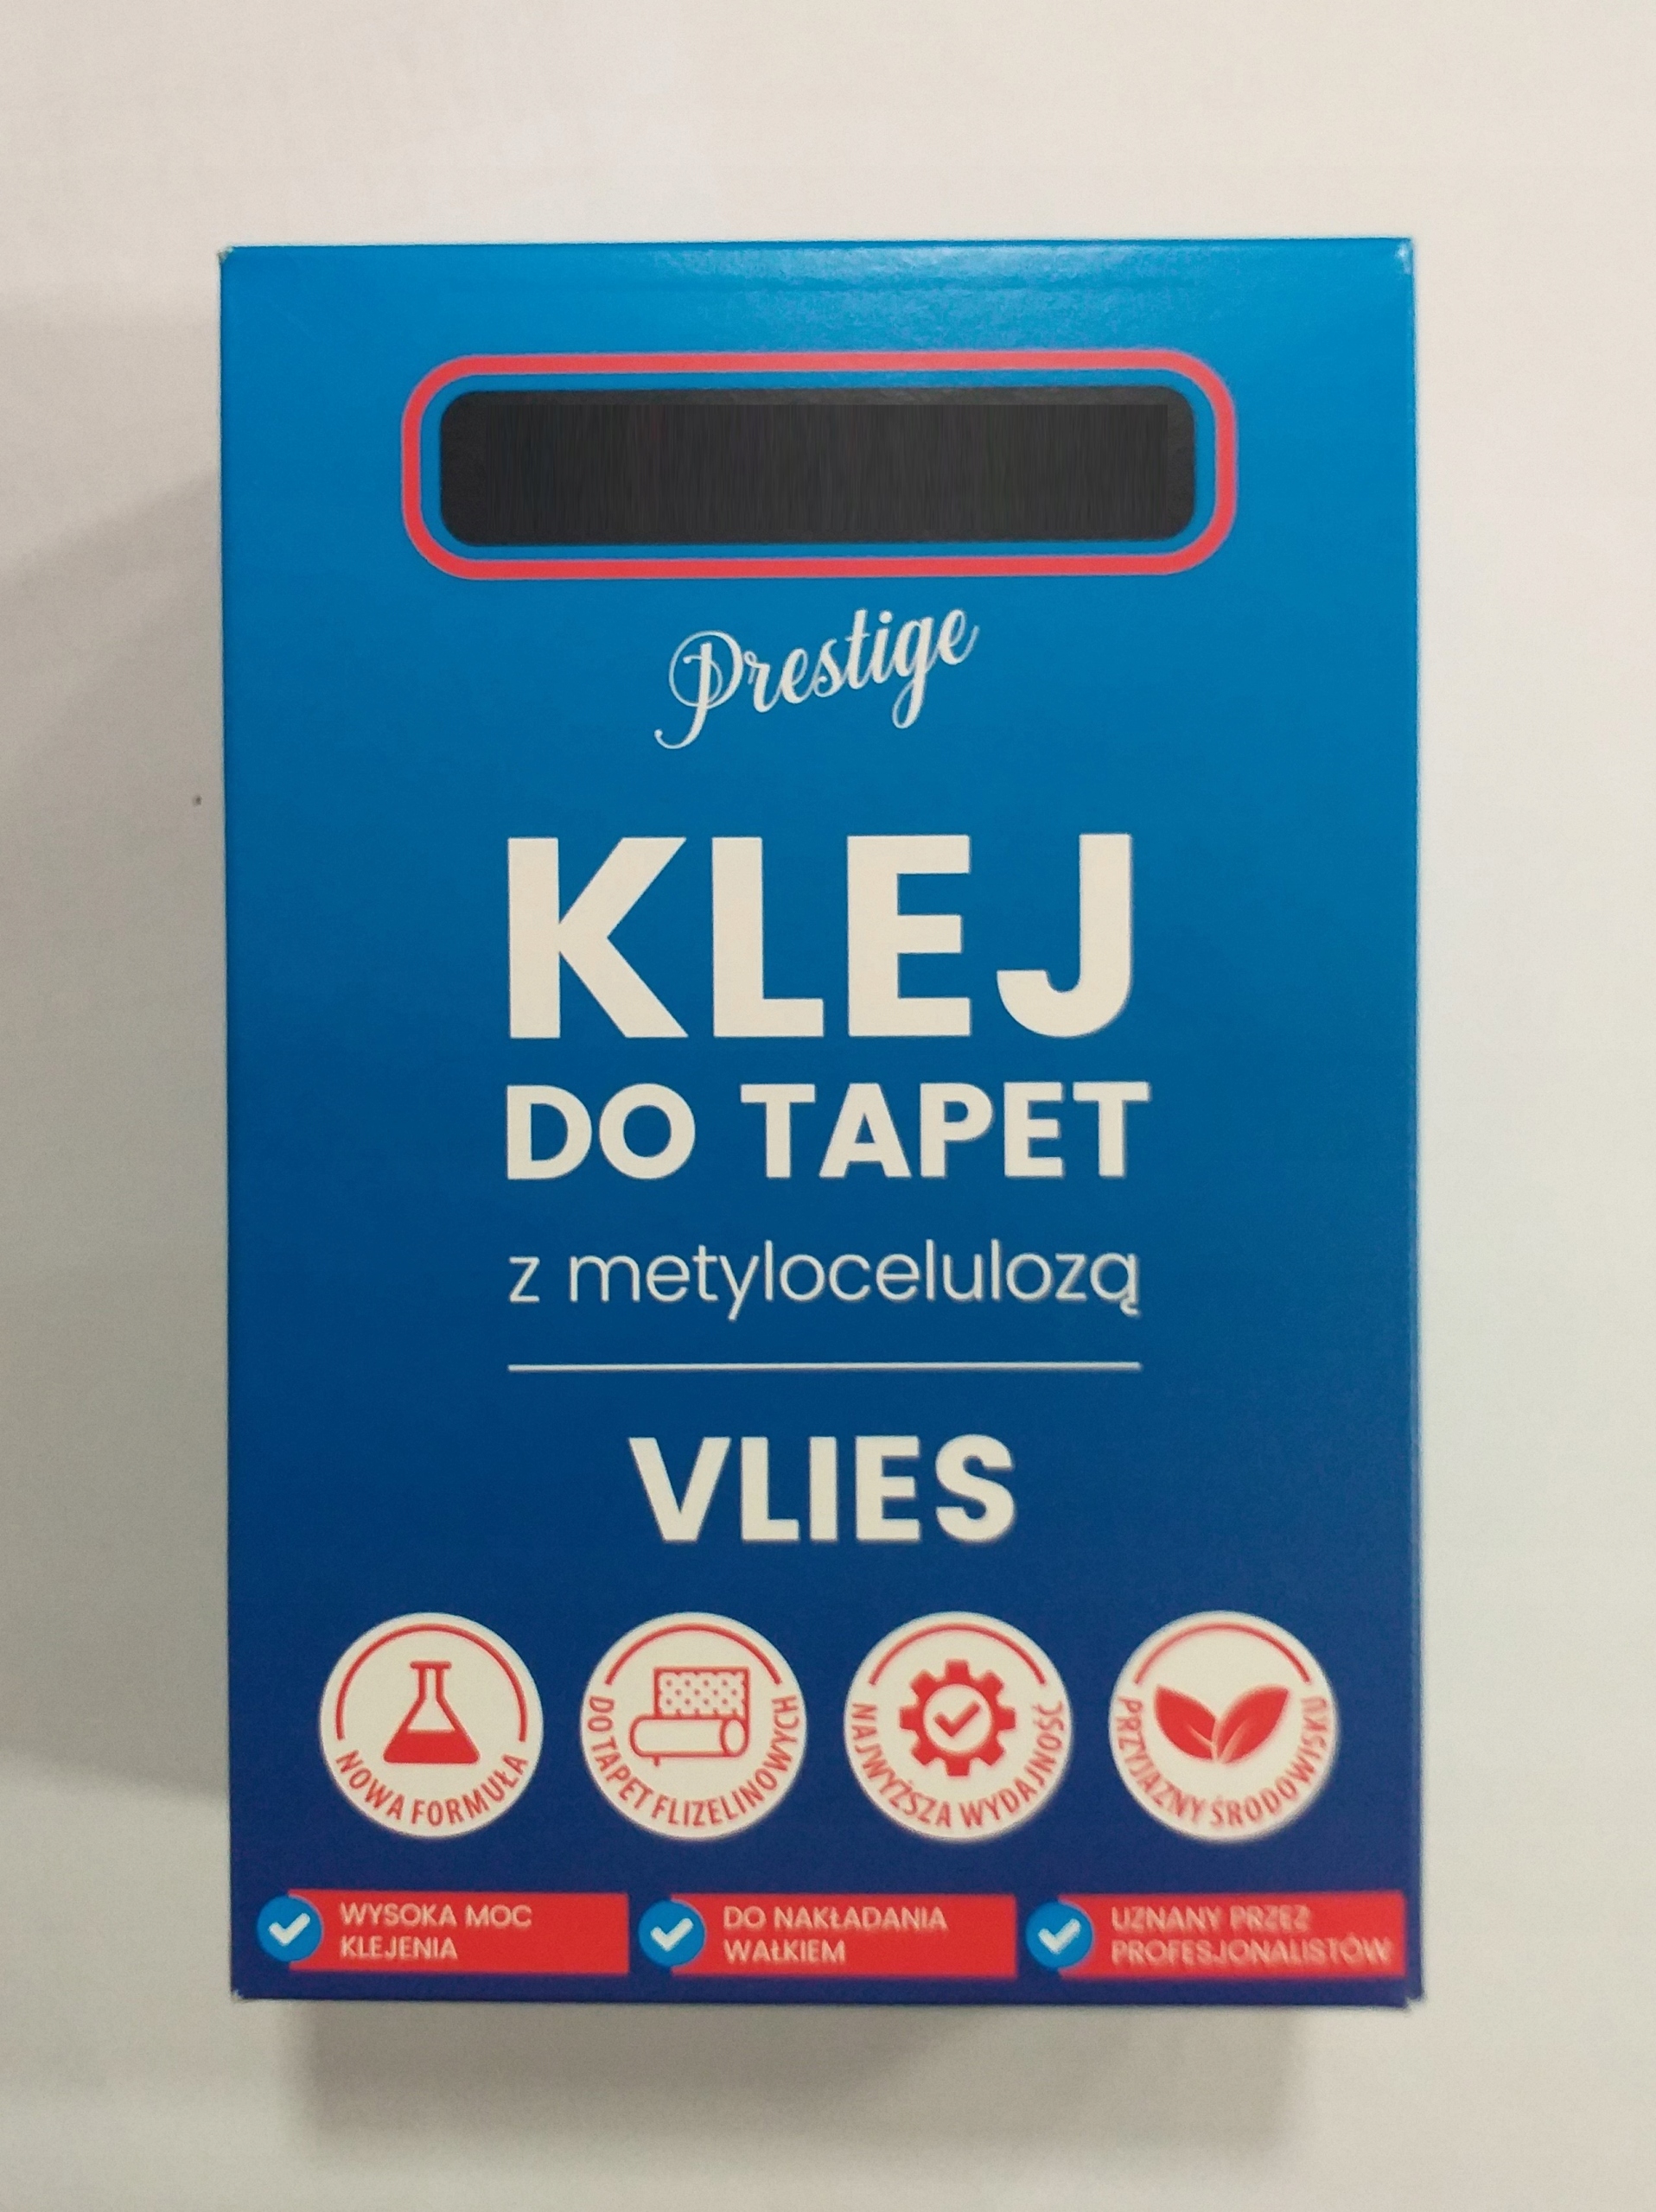 Prestige
KLEJ
DO TAPET
z metylocelulozą
VLIES
NOWA FORMUŁA
DO TAPET FLIZELINOWYCH
NAJWYŻSZA WYDAJNOŚĆ
PRZYJAZNY ŚRODOWISKU
WYSOKA MOC
KLEJENIA
DO NAKŁADANIA
WAŁKIEM
UZNANY PRZEZ
PROFESJONALISTÓW